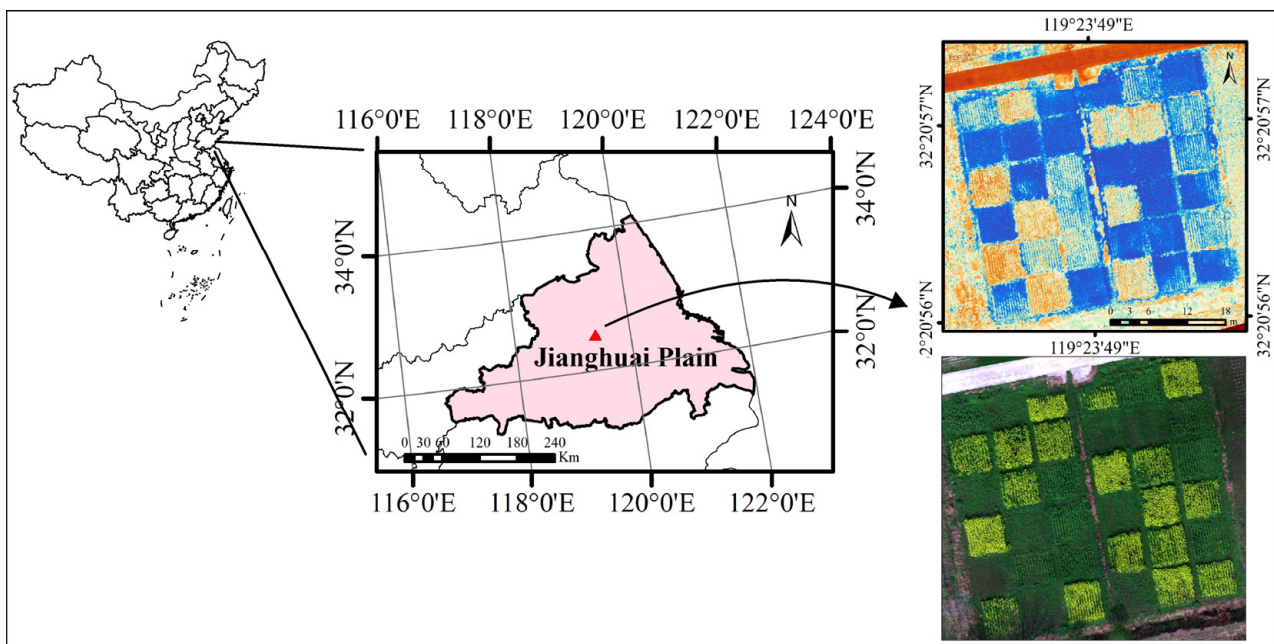 119°23'49"E
N
32°20'57"N
32°20'57"N
116°0'E 118°0'E 120°0'E 122°0'E 124°0'E
34°0'N
34°0'N
N
32°0'N
32°0'N
Jianghuai Plain
0 30 60 120 180 240
Km
116°0'E 118°0'E 120°0'E 122°0'E
2°20'56"N
32°20'56"N
0 3 6 12 18
m
119°23'49"E